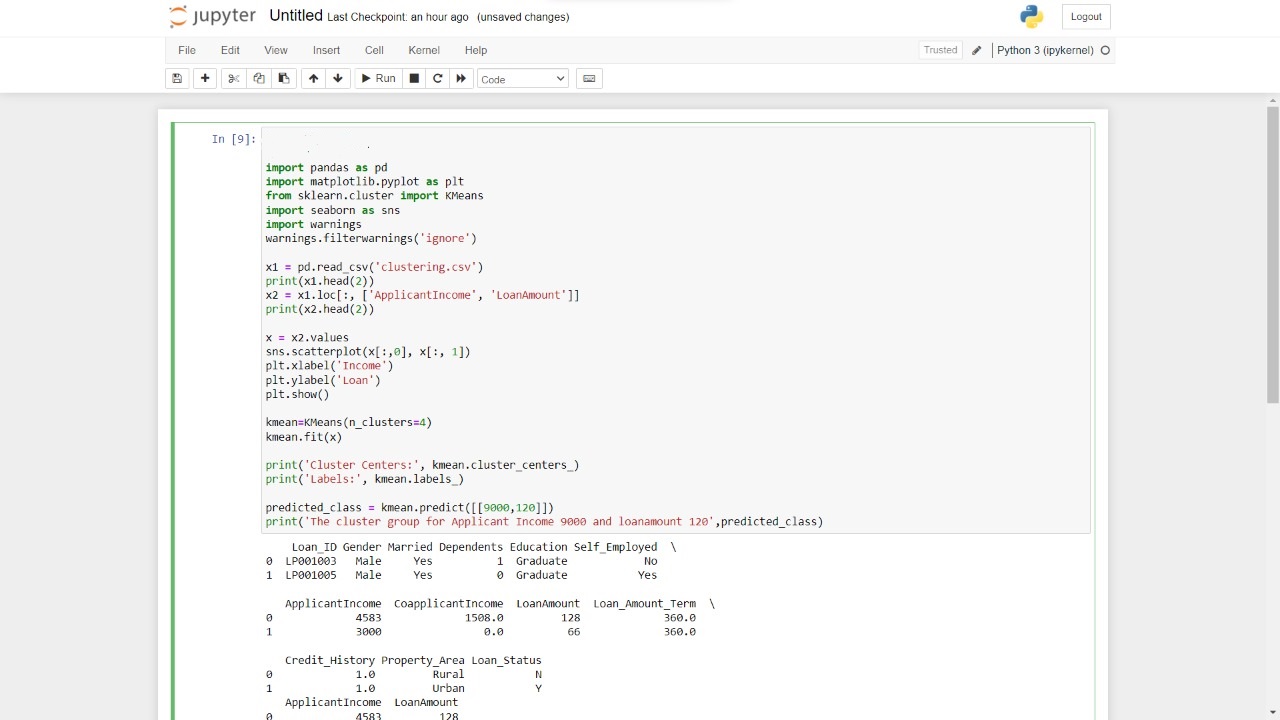 jupyter Untitled Last Checkpoint: an hour ago (unsaved changes) Logout
File Edit View Insert Cell Kernel Help Trusted Python 3 (ipykernel)
Run Code
In [9]:
import pandas as pd
import matplotlib.pyplot as plt
from sklearn.cluster import KMeans
import seaborn as sns
import warnings
warnings.filterwarnings('ignore')
x1 = pd.read_csv('clustering.csv')
print(x1.head(2))
x2 = x1.loc[:, ['ApplicantIncome', 'LoanAmount']]
print(x2.head(2))
x = x2.values
sns.scatterplot(x[:,0], x[:, 1])
plt.xlabel('Income')
plt.ylabel('Loan')
plt.show()
kmean=KMeans(n_clusters=4)
kmean.fit(x)
print('Cluster Centers:', kmean.cluster_centers_)
print('Labels:', kmean.labels_)
predicted_class = kmean.predict([[9000,120]])
print('The cluster group for Applicant Income 9000 and loanamount 120',predicted_class)
Loan_ID Gender Married Dependents Education Self_Employed \
0 LP001003 Male Yes 1 Graduate No
1 LP001005 Male Yes 0 Graduate Yes
ApplicantIncome CoapplicantIncome LoanAmount Loan_Amount_Term \
0 4583 1508.0 128 360.0
1 3000 0.0 66 360.0
Credit_History Property_Area Loan_Status
0 1.0 Rural N
1 1.0 Urban Y
ApplicantIncome LoanAmount
0 4583 128